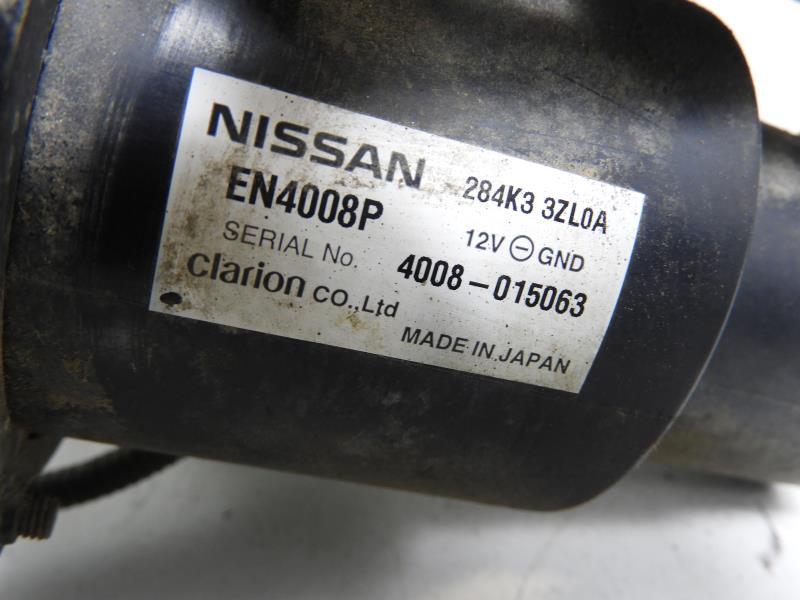 NISSAN
EN4008P 284K3 3ZL0A
12V ⊖ GND
SERIAL No. 4008-015063
Clarion CO.,Ltd
MADE IN JAPAN